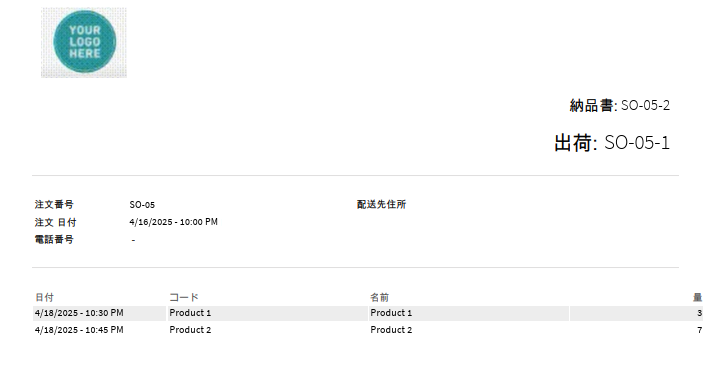 YOUR
LOGO
HERE
納品書: SO-05-2
出荷: SO-05-1
注文番号 SO-05 配送先住所
注文 日付 4/16/2025 - 10:00 PM
電話番号 -
日付 コード 名前 量
4/18/2025 - 10:30 PM Product 1 Product 1 3
4/18/2025 - 10:45 PM Product 2 Product 2 7